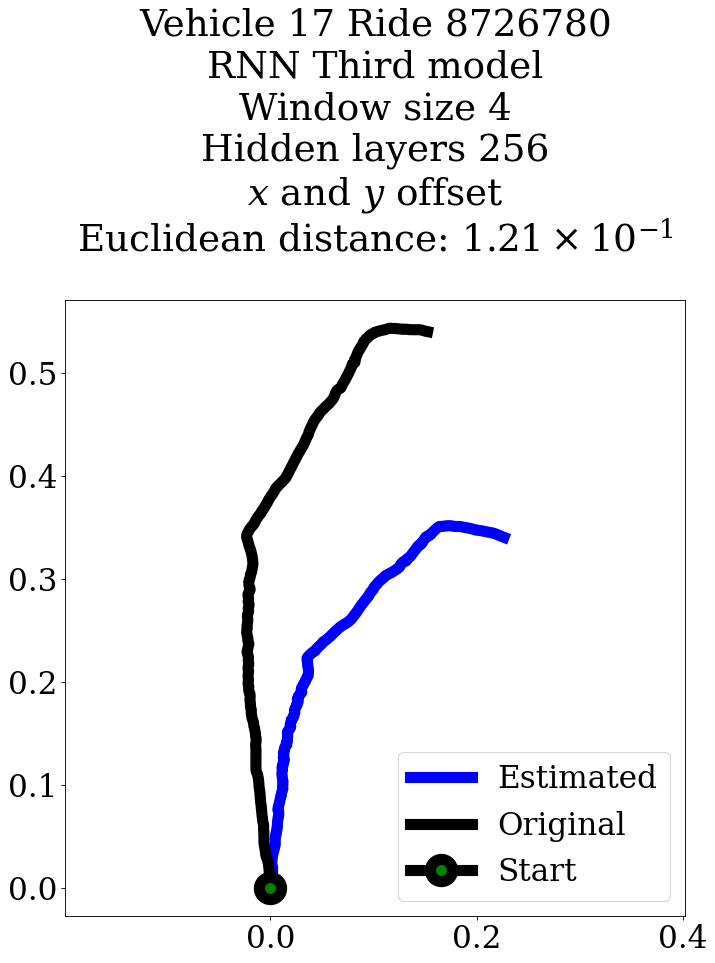 Vehicle 17 Ride 8726780
RNN Third model
Window size 4
Hidden layers 256
x and y offset
Euclidean distance: 1.21 × 10⁻¹
0.5
0.4
0.3
0.2
0.1
0.0
Estimated
Original
Start
0.0 0.2 0.4